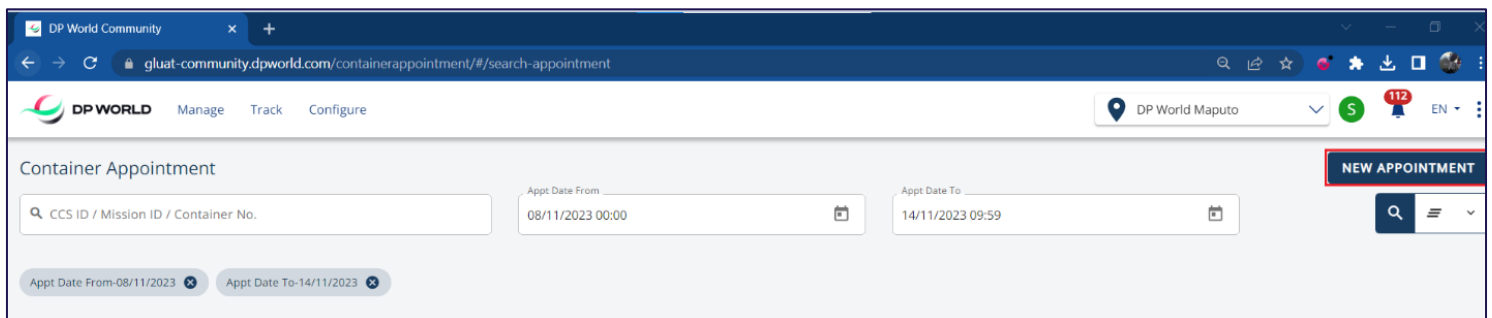 DP World Community
gluat-community.dpworld.com/containerappointment/#/search-appointment
DP WORLD Manage Track Configure DP World Maputo S 112 EN
Container Appointment NEW APPOINTMENT
Appt Date From Appt Date To
CCS ID / Mission ID / Container No. 08/11/2023 00:00 14/11/2023 09:59
Appt Date From-08/11/2023 Appt Date To-14/11/2023